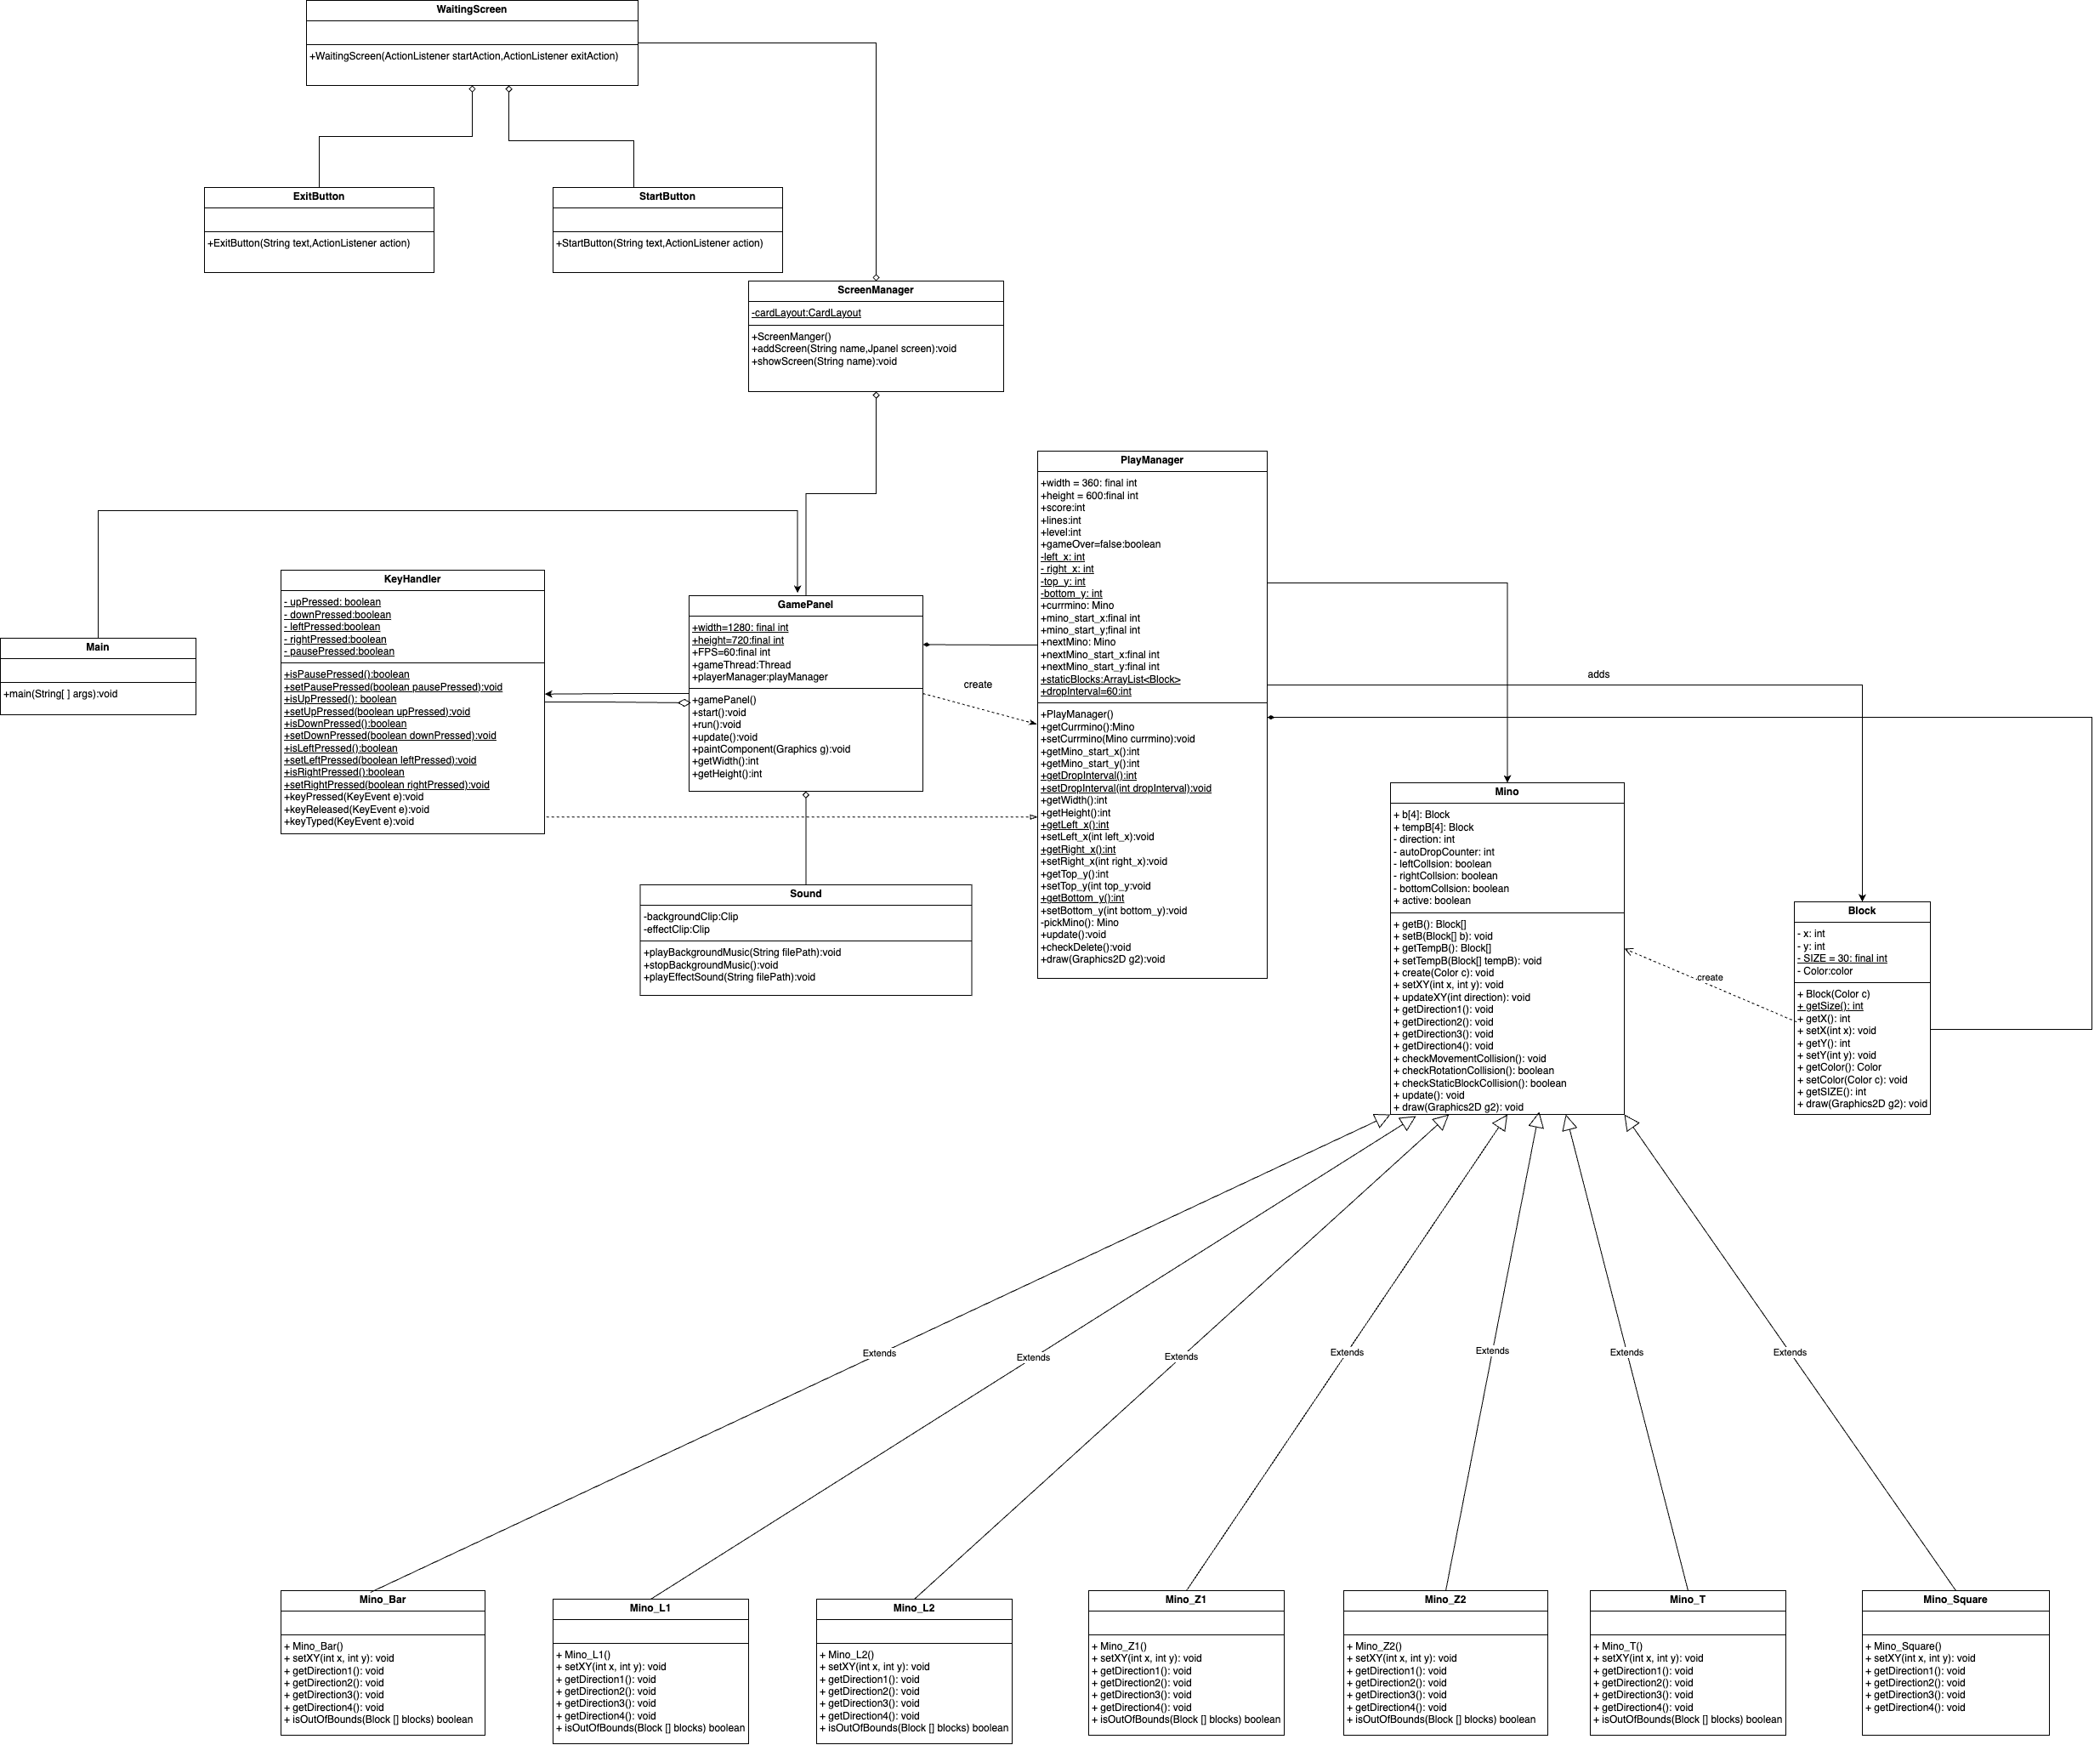 WaitingScreen
+WaitingScreen(ActionListener startAction,ActionListener exitAction)
ExitButton
+ExitButton(String text,ActionListener action)
StartButton
+StartButton(String text,ActionListener action)
ScreenManager
-cardLayout:CardLayout
+ScreenManger()
+addScreen(String name,Jpanel screen):void
+showScreen(String name):void
PlayManager
+width = 360: final int
+height = 600:final int
+score:int
+lines:int
+level:int
+gameOver=false:boolean
-left_x: int
- right_x: int
-top_y: int
-bottom_y: int
+currmino: Mino
+mino_start_x:final int
+mino_start_y;final int
+nextMino: Mino
+nextMino_start_x:final int
+nextMino_start_y:final int
+staticBlocks:ArrayList<Block>
+dropInterval=60:int
+PlayManager()
+getCurrmino():Mino
+setCurrmino(Mino currmino):void
+getMino_start_x():int
+getMino_start_y():int
+getDropInterval():int
+setDropInterval(int dropInterval):void
+getWidth():int
+getHeight():int
+getLeft_x():int
+setLeft_x(int left_x):void
+getRight_x():int
+setRight_x(int right_x):void
+getTop_y():int
+setTop_y(int top_y:void
+getBottom_y():int
+setBottom_y(int bottom_y):void
-pickMino(): Mino
+update():void
+checkDelete():void
+draw(Graphics2D g2):void
KeyHandler
- upPressed: boolean
- downPressed:boolean
- leftPressed:boolean
- rightPressed:boolean
- pausePressed:boolean
+isPausePressed():boolean
+setPausePressed(boolean pausePressed):void
+isUpPressed(): boolean
+setUpPressed(boolean upPressed):void
+isDownPressed():boolean
+setDownPressed(boolean downPressed):void
+isLeftPressed():boolean
+setLeftPressed(boolean leftPressed):void
+isRightPressed():boolean
+setRightPressed(boolean rightPressed):void
+keyPressed(KeyEvent e):void
+keyReleased(KeyEvent e):void
+keyTyped(KeyEvent e):void
GamePanel
+width=1280: final int
+height=720:final int
+FPS=60:final int
+gameThread:Thread
+playerManager:playManager
+gamePanel()
+start():void
+run():void
+update():void
+paintComponent(Graphics g):void
+getWidth():int
+getHeight():int
create
Main
+main(String[ ] args):void
adds
Sound
-backgroundClip:Clip
-effectClip:Clip
+playBackgroundMusic(String filePath):void
+stopBackgroundMusic():void
+playEffectSound(String filePath):void
Mino
+ b[4]: Block
+ tempB[4]: Block
- direction: int
- autoDropCounter: int
- leftCollsion: boolean
- rightCollsion: boolean
- bottomCollsion: boolean
+ active: boolean
+ getB(): Block[]
+ setB(Block[] b): void
+ getTempB(): Block[]
+ setTempB(Block[] tempB): void
+ create(Color c): void
+ setXY(int x, int y): void
+ updateXY(int direction): void
+ getDirection1(): void
+ getDirection2(): void
+ getDirection3(): void
+ getDirection4(): void
+ checkMovementCollision(): void
+ checkRotationCollision(): boolean
+ checkStaticBlockCollision(): boolean
+ update(): void
+ draw(Graphics2D g2): void
create
Block
- x: int
- y: int
- SIZE = 30: final int
- Color:color
+ Block(Color c)
+ getSize(): int
+ getX(): int
+ setX(int x): void
+ getY(): int
+ setY(int y): void
+ getColor(): Color
+ setColor(Color c): void
+ getSIZE(): int
+ draw(Graphics2D g2): void
Extends
Extends
Extends
Extends
Extends
Extends
Extends
Mino_Bar
+ Mino_Bar()
+ setXY(int x, int y): void
+ getDirection1(): void
+ getDirection2(): void
+ getDirection3(): void
+ getDirection4(): void
+ isOutOfBounds(Block [] blocks) boolean
Mino_L1
+ Mino_L1()
+ setXY(int x, int y): void
+ getDirection1(): void
+ getDirection2(): void
+ getDirection3(): void
+ getDirection4(): void
+ isOutOfBounds(Block [] blocks) boolean
Mino_L2
+ Mino_L2()
+ setXY(int x, int y): void
+ getDirection1(): void
+ getDirection2(): void
+ getDirection3(): void
+ getDirection4(): void
+ isOutOfBounds(Block [] blocks) boolean
Mino_Z1
+ Mino_Z1()
+ setXY(int x, int y): void
+ getDirection1(): void
+ getDirection2(): void
+ getDirection3(): void
+ getDirection4(): void
+ isOutOfBounds(Block [] blocks) boolean
Mino_Z2
+ Mino_Z2()
+ setXY(int x, int y): void
+ getDirection1(): void
+ getDirection2(): void
+ getDirection3(): void
+ getDirection4(): void
+ isOutOfBounds(Block [] blocks) boolean
Mino_T
+ Mino_T()
+ setXY(int x, int y): void
+ getDirection1(): void
+ getDirection2(): void
+ getDirection3(): void
+ getDirection4(): void
+ isOutOfBounds(Block [] blocks) boolean
Mino_Square
+ Mino_Square()
+ setXY(int x, int y): void
+ getDirection1(): void
+ getDirection2(): void
+ getDirection3(): void
+ getDirection4(): void